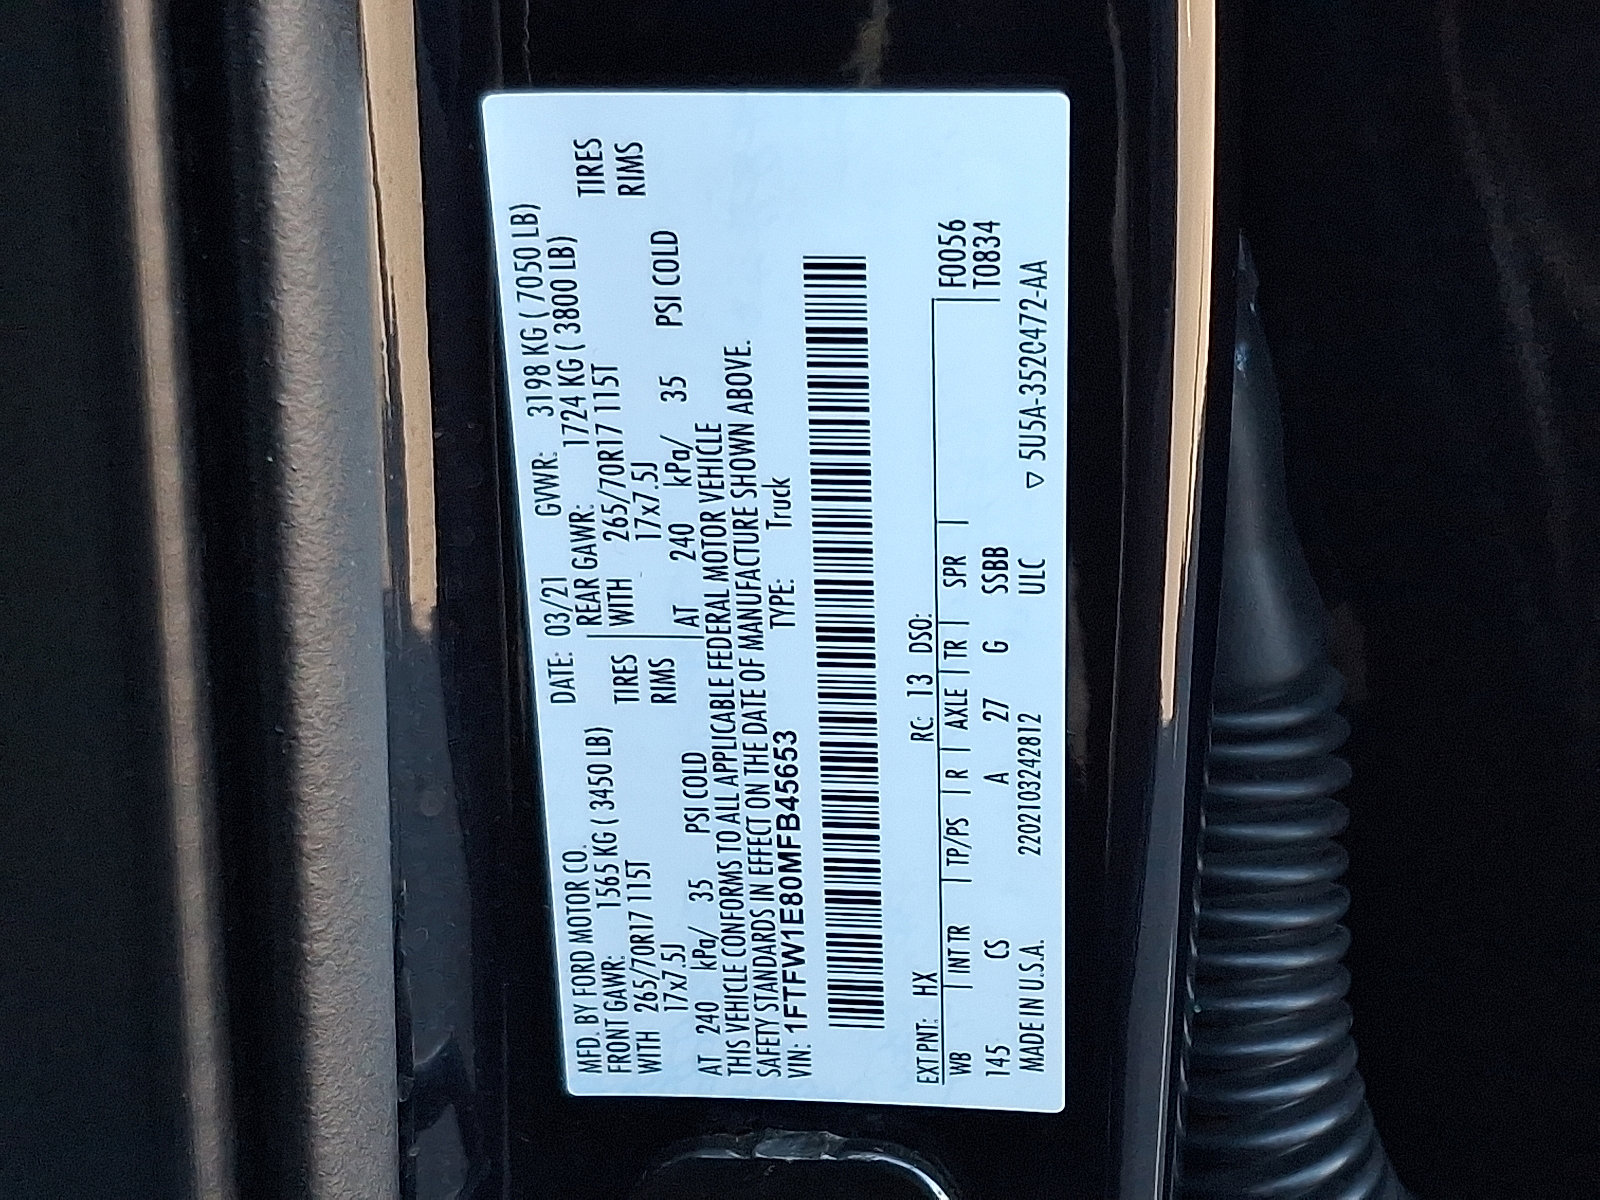 MFD. BY FORD MOTOR CO. DATE: 03/21 GVWR: 3198 KG ( 7050 LB)
FRONT GAWR: 1565 KG ( 3450 LB) REAR GAWR: 1724 KG ( 3800 LB)
WITH 265/70R17 115T TIRES WITH 265/70R17 115T TIRES
17x7.5J RIMS 17x7.5J RIMS
AT 240 kPa/ 35 PSI COLD AT 240 kPa/ 35 PSI COLD
THIS VEHICLE CONFORMS TO ALL APPLICABLE FEDERAL MOTOR VEHICLE
SAFETY STANDARDS IN EFFECT ON THE DATE OF MANUFACTURE SHOWN ABOVE.
VIN: 1FTFW1E80MFB45653 TYPE: Truck
EXT PNT: HX RC: 13 DSO:
WB | INT TR | TP/PS | R | AXLE | TR | SPR | F0056
145 CS A 27 G SSBB T0834
MADE IN U.S.A. 2202103242812 ULC ▽ 5U5A-3520472-AA